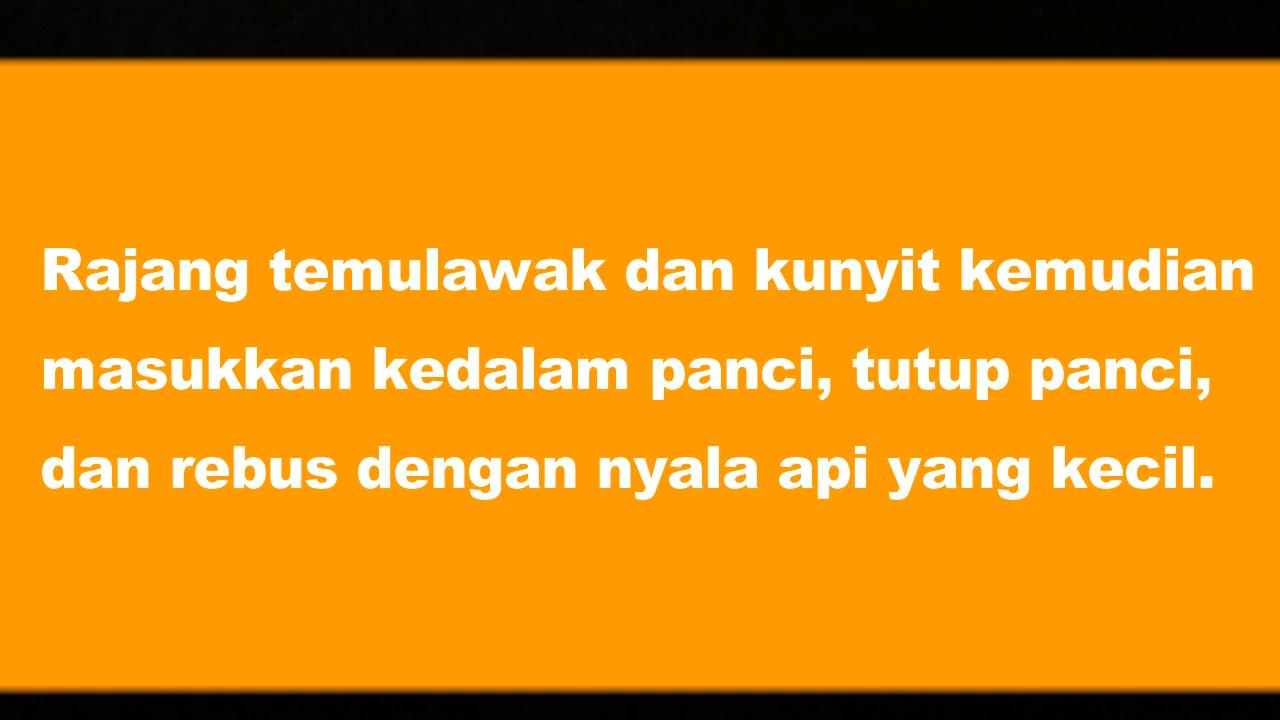 Rajang temulawak dan kunyit kemudian
masukkan kedalam panci, tutup panci,
dan rebus dengan nyala api yang kecil.